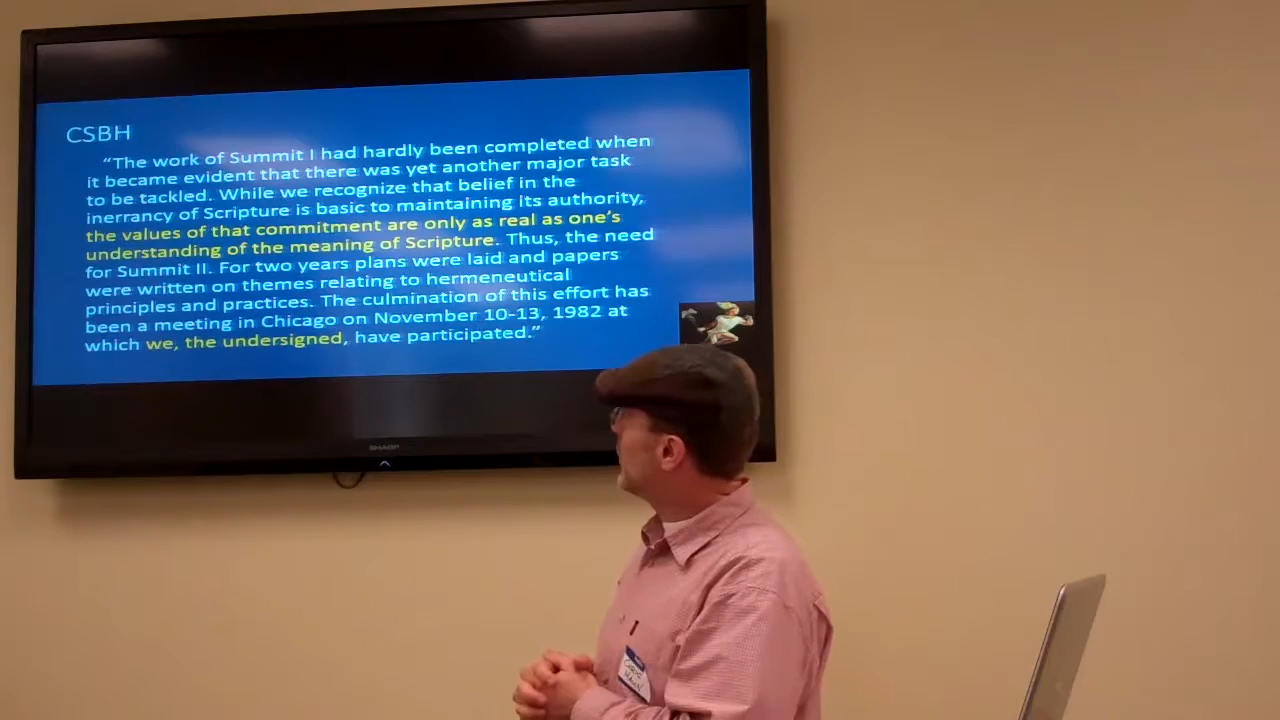 CSBH
“The work of Summit I had hardly been completed when
it became evident that there was yet another major task
to be tackled. While we recognize that belief in the
inerrancy of Scripture is basic to maintaining its authority,
the values of that commitment are only as real as one’s
understanding of the meaning of Scripture. Thus, the need
for Summit II. For two years plans were laid and papers
were written on themes relating to hermeneutical
principles and practices. The culmination of this effort has
been a meeting in Chicago on November 10-13, 1982 at
which we, the undersigned, have participated.”
SHARP